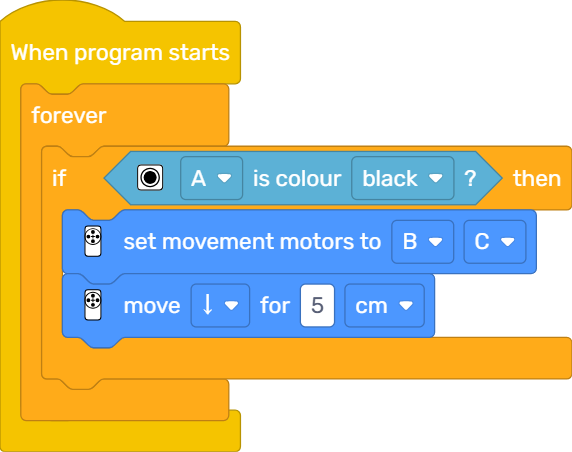 When program starts
forever
if A is colour black ? then
set movement motors to B C
move ↓ for 5 cm